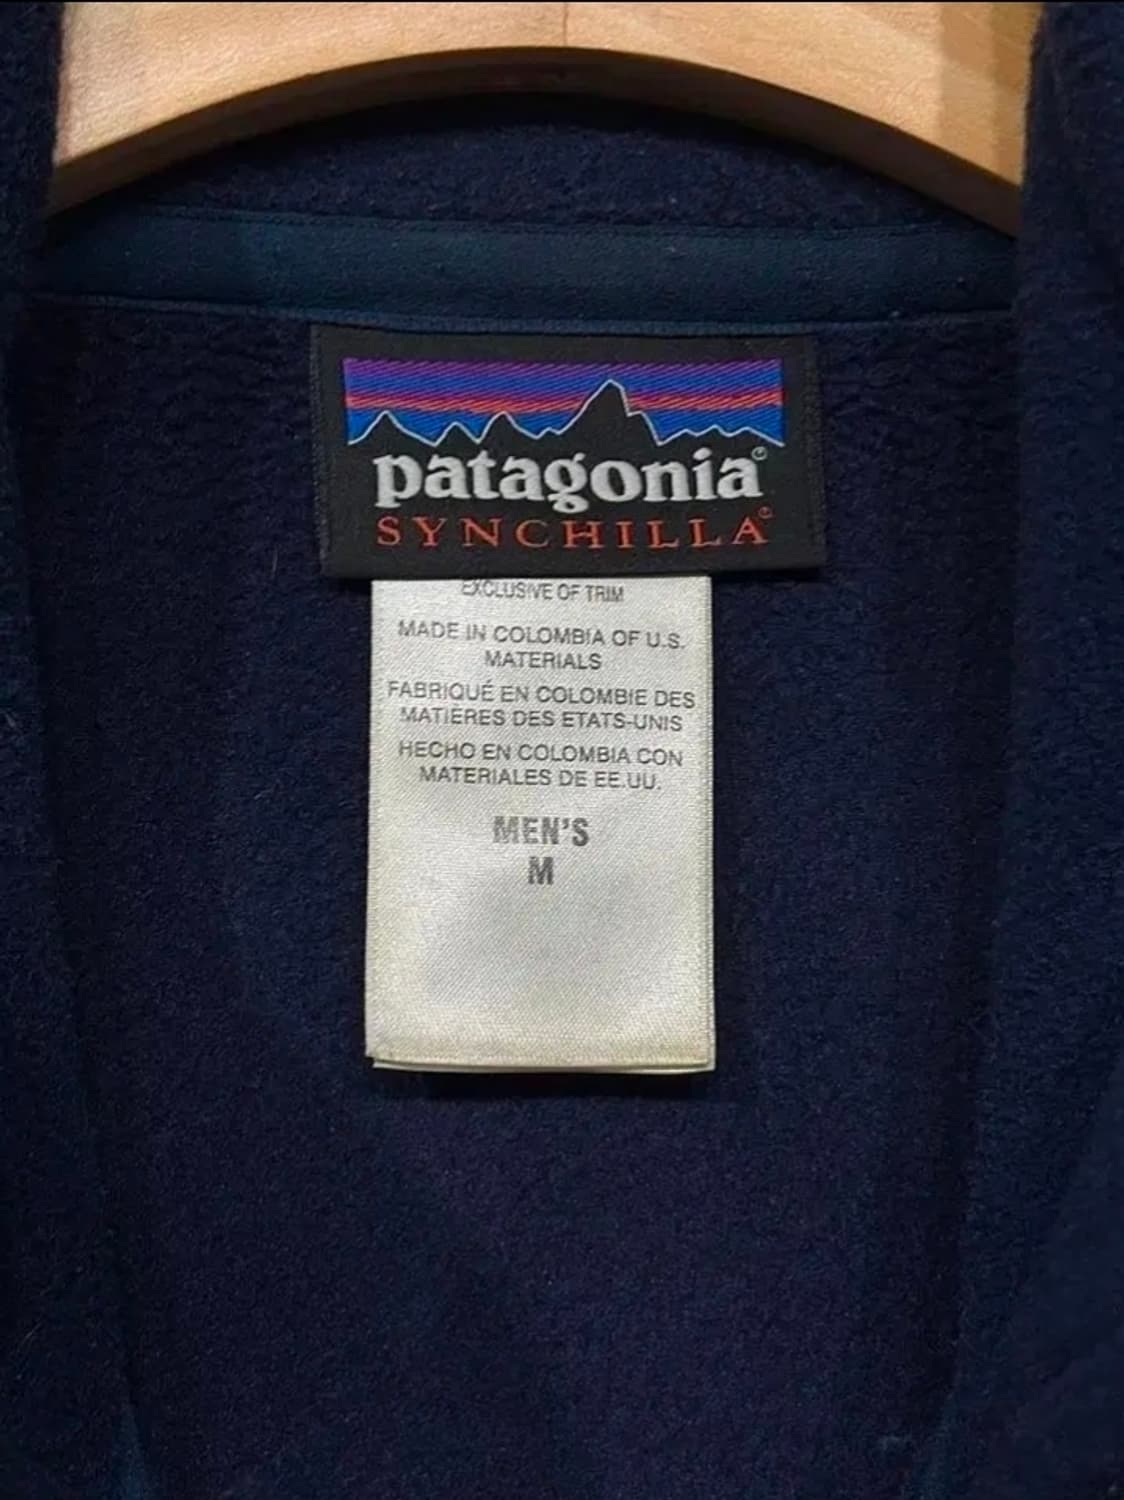 patagonia®
SYNCHILLA®
EXCLUSIVE OF TRIM
MADE IN COLOMBIA OF U.S.
MATERIALS
FABRIQUÉ EN COLOMBIE DES
MATIÈRES DES ETATS-UNIS
HECHO EN COLOMBIA CON
MATERIALES DE EE.UU.
MEN'S
M